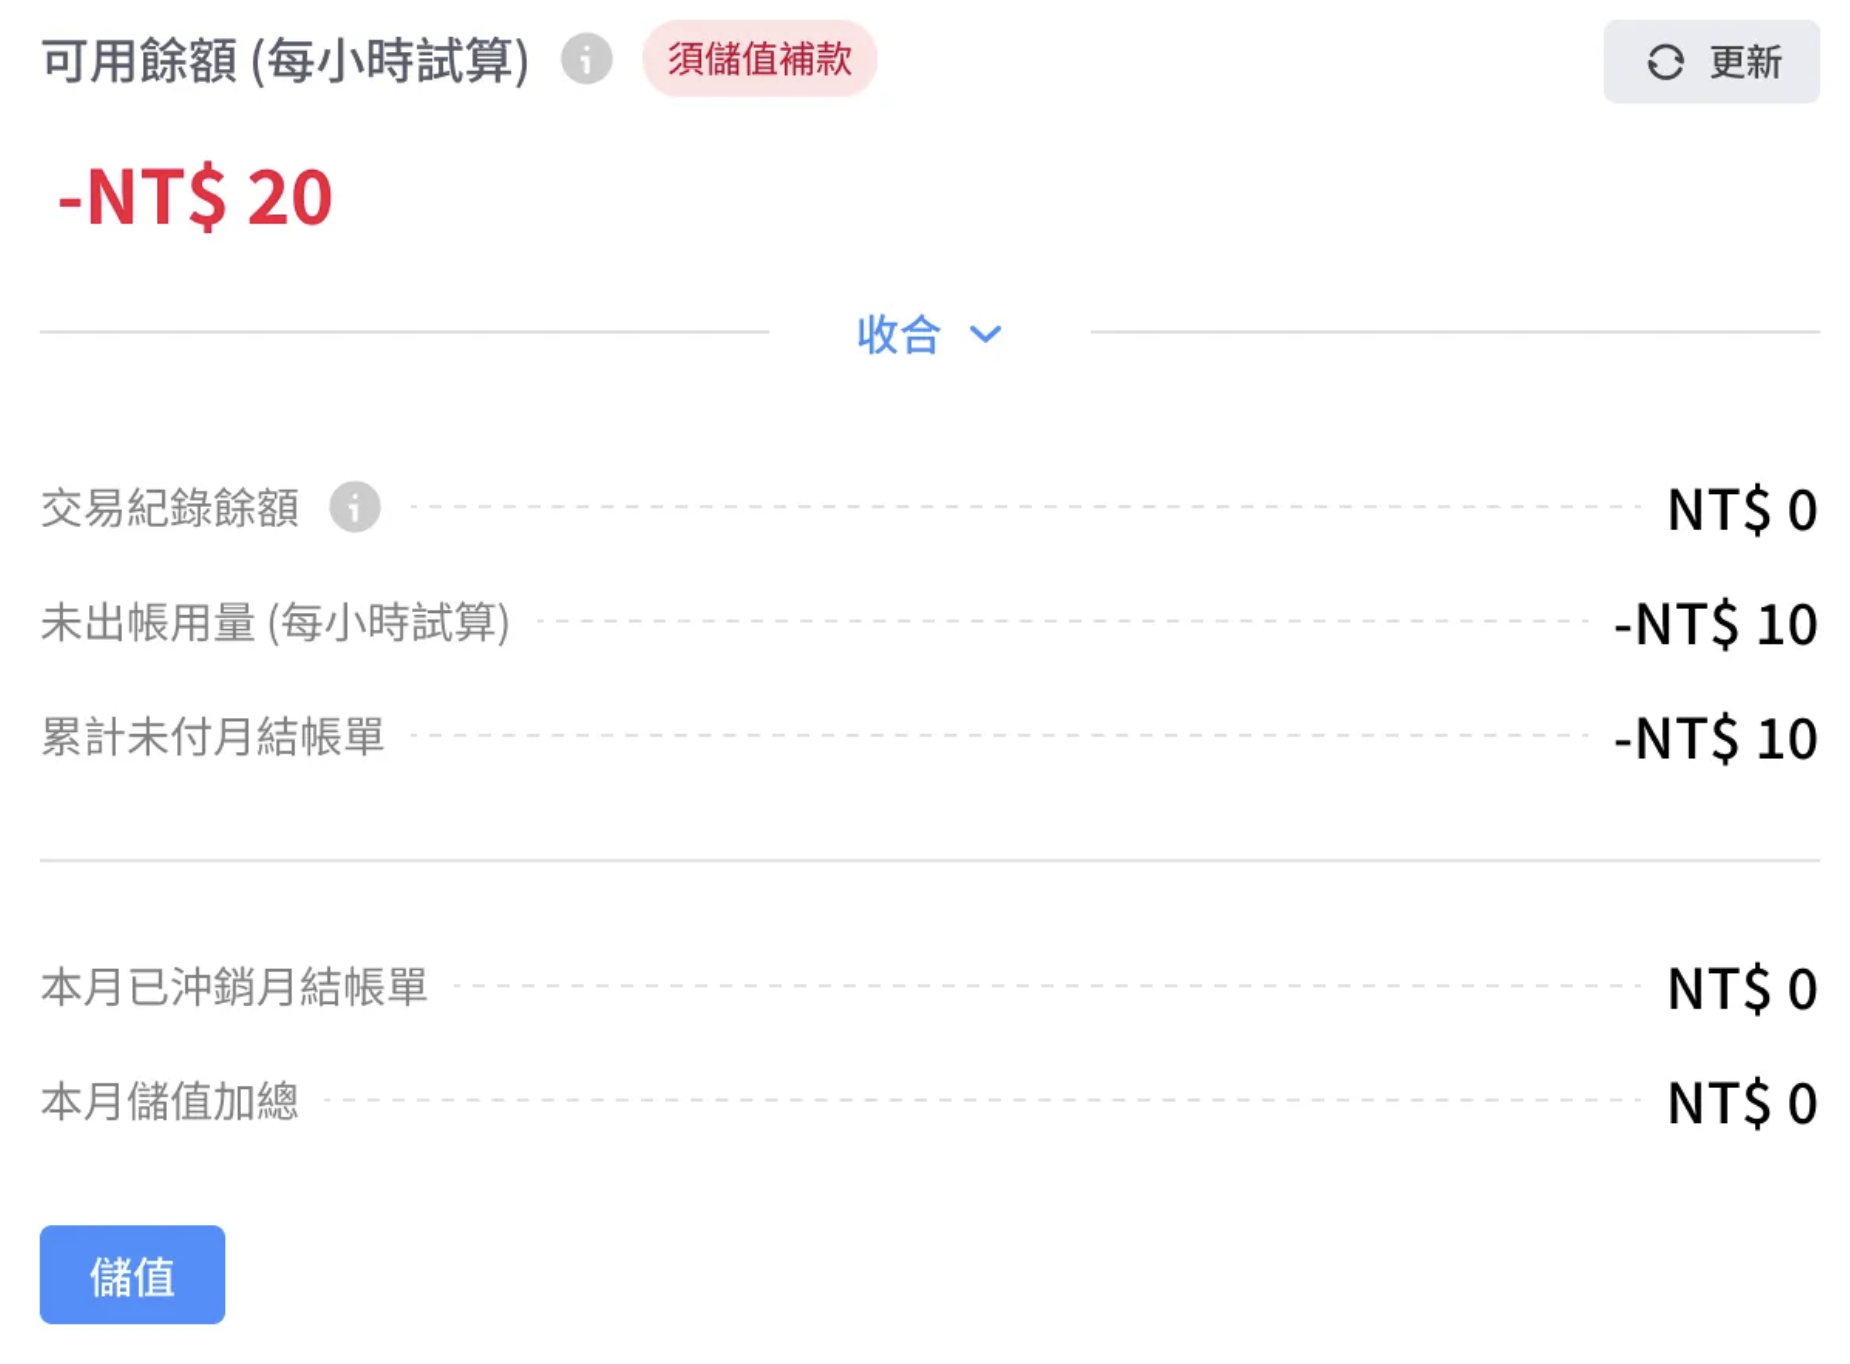 可用餘額 (每小時試算) i 須儲值補款 更新
-NT$ 20
收合
交易紀錄餘額 i NT$ 0
未出帳用量 (每小時試算) -NT$ 10
累計未付月結帳單 -NT$ 10
本月已沖銷月結帳單 NT$ 0
本月儲值加總 NT$ 0
儲值